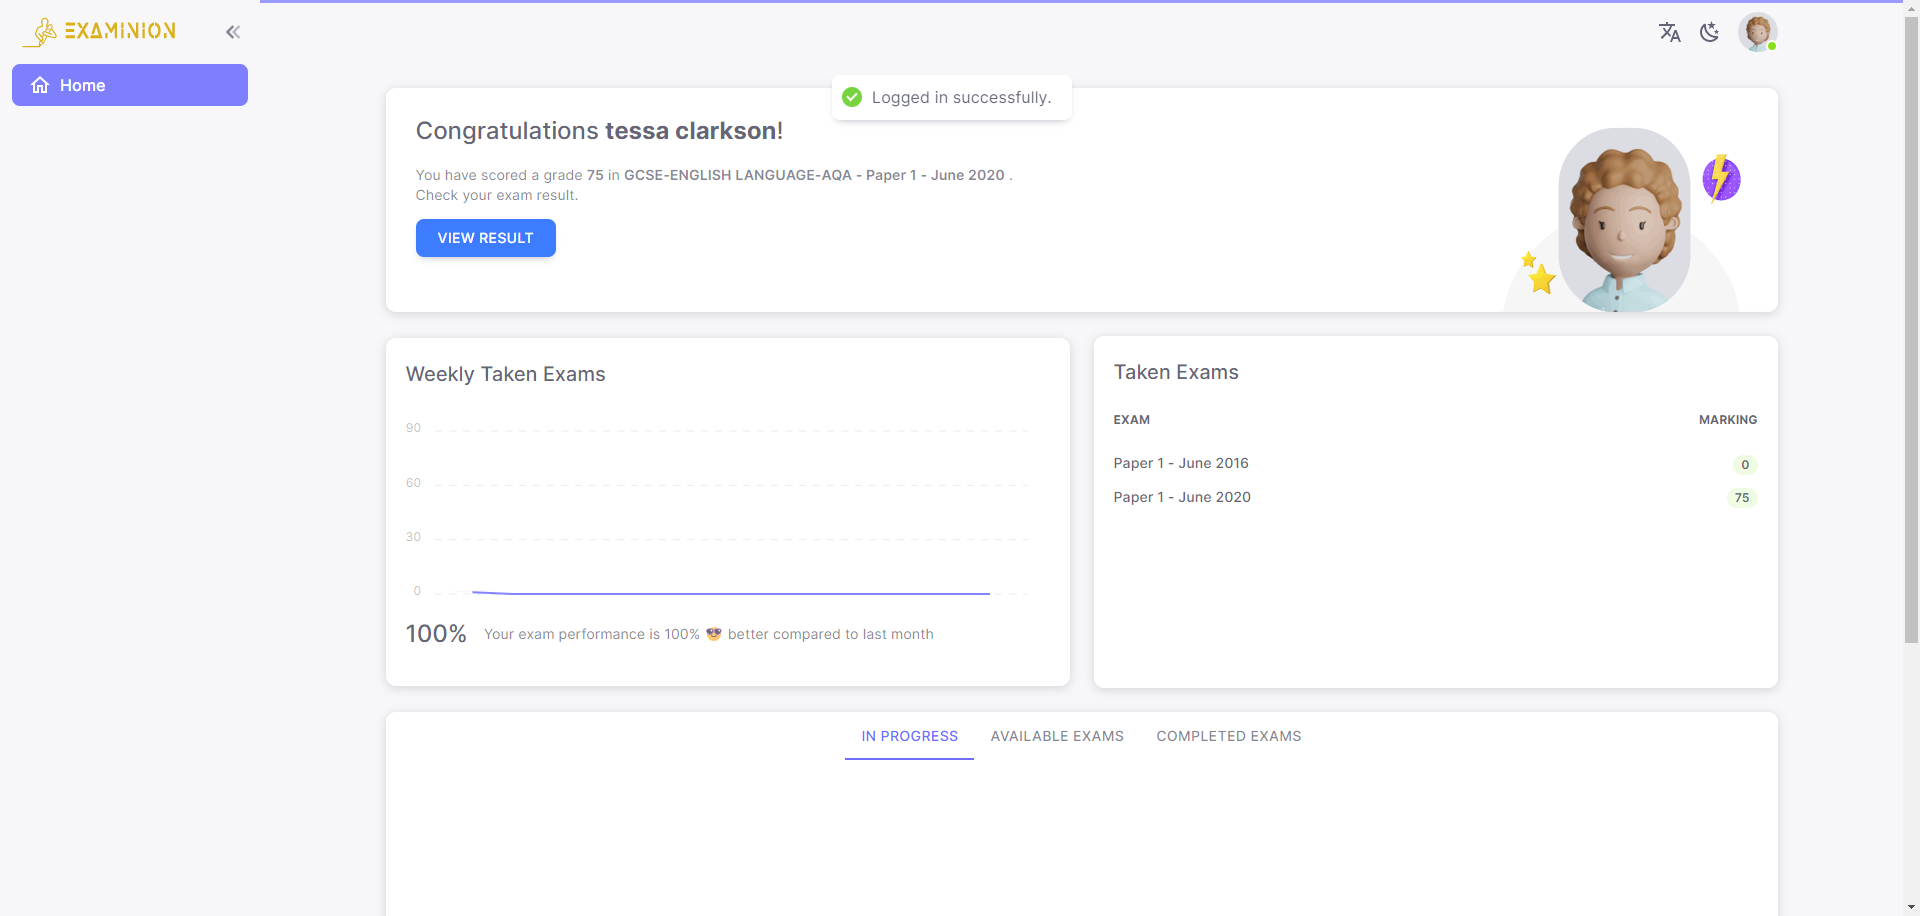 EXAMINION
Home
Logged in successfully.
Congratulations tessa clarkson!
You have scored a grade 75 in GCSE-ENGLISH LANGUAGE-AQA - Paper 1 - June 2020 .
Check your exam result.
VIEW RESULT
Weekly Taken Exams
90
60
30
0
100% Your exam performance is 100% 😎 better compared to last month
Taken Exams
EXAM MARKING
Paper 1 - June 2016 0
Paper 1 - June 2020 75
IN PROGRESS AVAILABLE EXAMS COMPLETED EXAMS